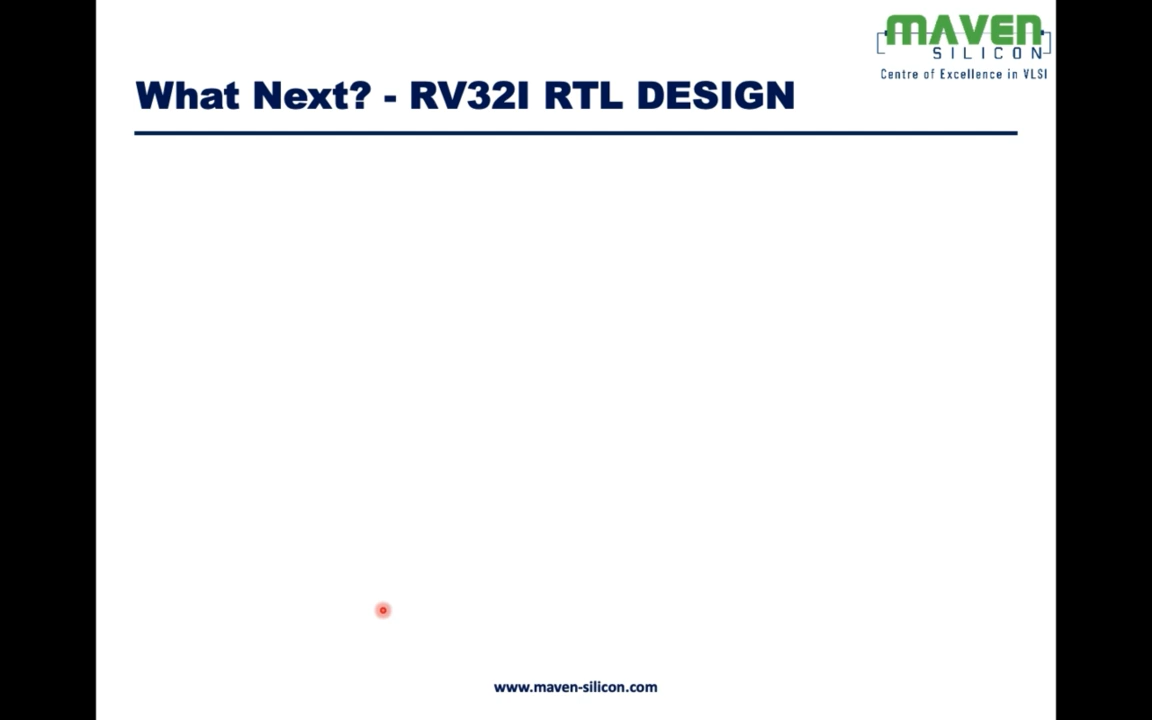 MAVEN
SILICON
Centre of Excellence in VLSI
What Next? - RV32I RTL DESIGN
www.maven-silicon.com